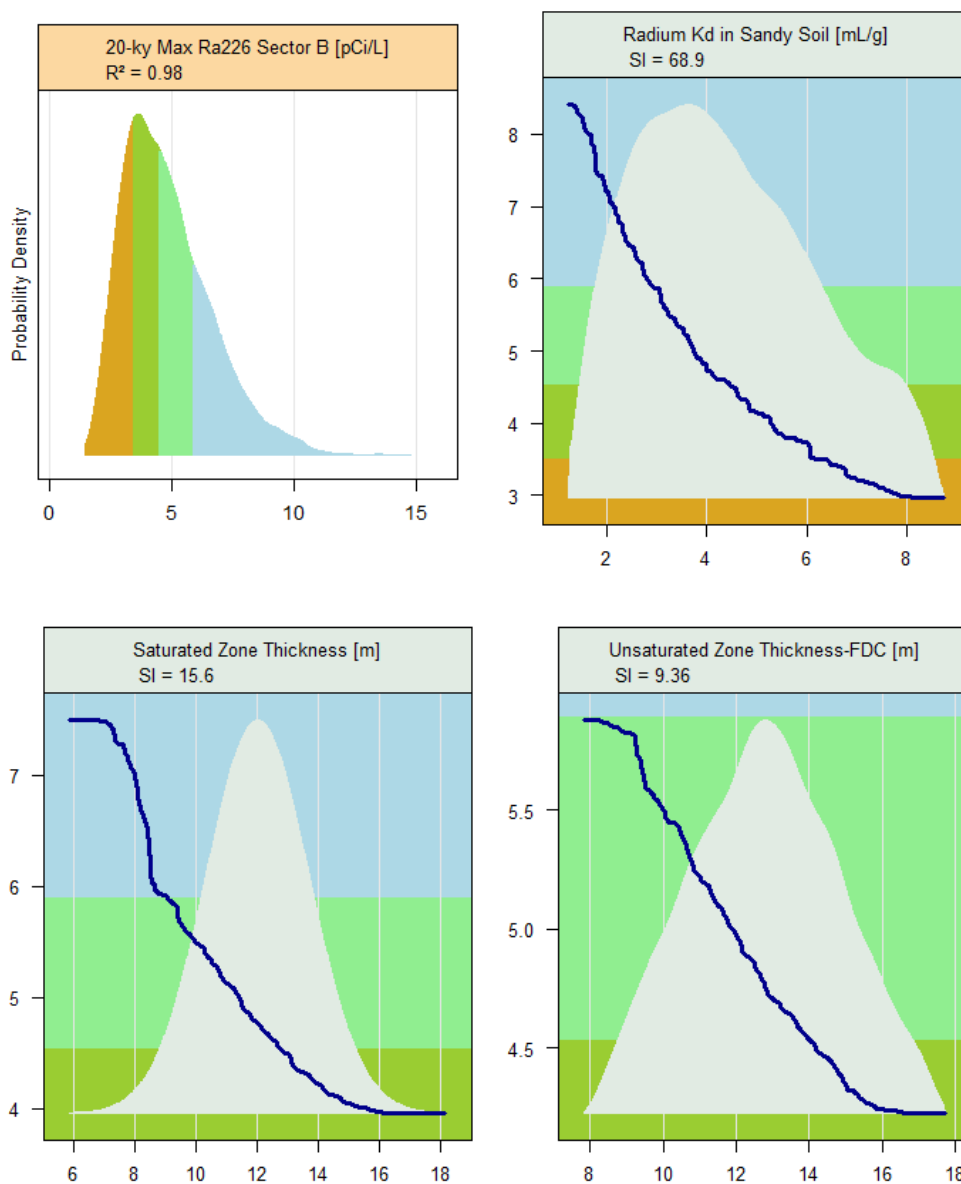 20-ky Max Ra226 Sector B [pCi/L]
R² = 0.98
Probability Density
0 5 10 15
Radium Kd in Sandy Soil [mL/g]
SI = 68.9
8
7
6
5
4
3
2 4 6 8
Saturated Zone Thickness [m]
SI = 15.6
7
6
5
4
6 8 10 12 14 16 18
Unsaturated Zone Thickness-FDC [m]
SI = 9.36
5.5
5.0
4.5
8 10 12 14 16 18